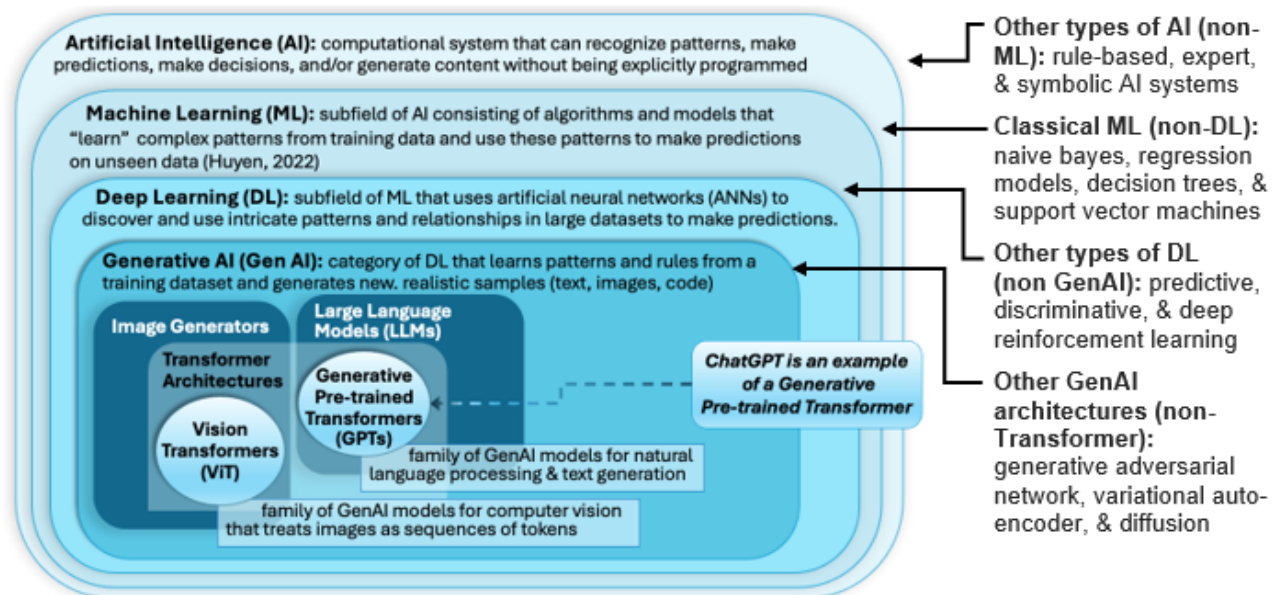 Artificial Intelligence (AI): computational system that can recognize patterns, make
predictions, make decisions, and/or generate content without being explicitly programmed
Machine Learning (ML): subfield of AI consisting of algorithms and models that
"learn" complex patterns from training data and use these patterns to make predictions
on unseen data (Huyen, 2022)
Deep Learning (DL): subfield of ML that uses artificial neural networks (ANNs) to
discover and use intricate patterns and relationships in large datasets to make predictions.
Generative AI (Gen AI): category of DL that learns patterns and rules from a
training dataset and generates new. realistic samples (text, images, code)
Image Generators
Large Language
Models (LLMs)
Transformer
Architectures
Generative
Pre-trained
Transformers
(GPTs)
Vision
Transformers
(ViT)
ChatGPT is an example
of a Generative
Pre-trained Transformer
family of GenAI models for natural
language processing & text generation
family of GenAI models for computer vision
that treats images as sequences of tokens
Other types of AI (non-
ML): rule-based, expert,
& symbolic AI systems
Classical ML (non-DL):
naive bayes, regression
models, decision trees, &
support vector machines
Other types of DL
(non GenAI): predictive,
discriminative, & deep
reinforcement learning
Other GenAI
architectures (non-
Transformer):
generative adversarial
network, variational auto-
encoder, & diffusion